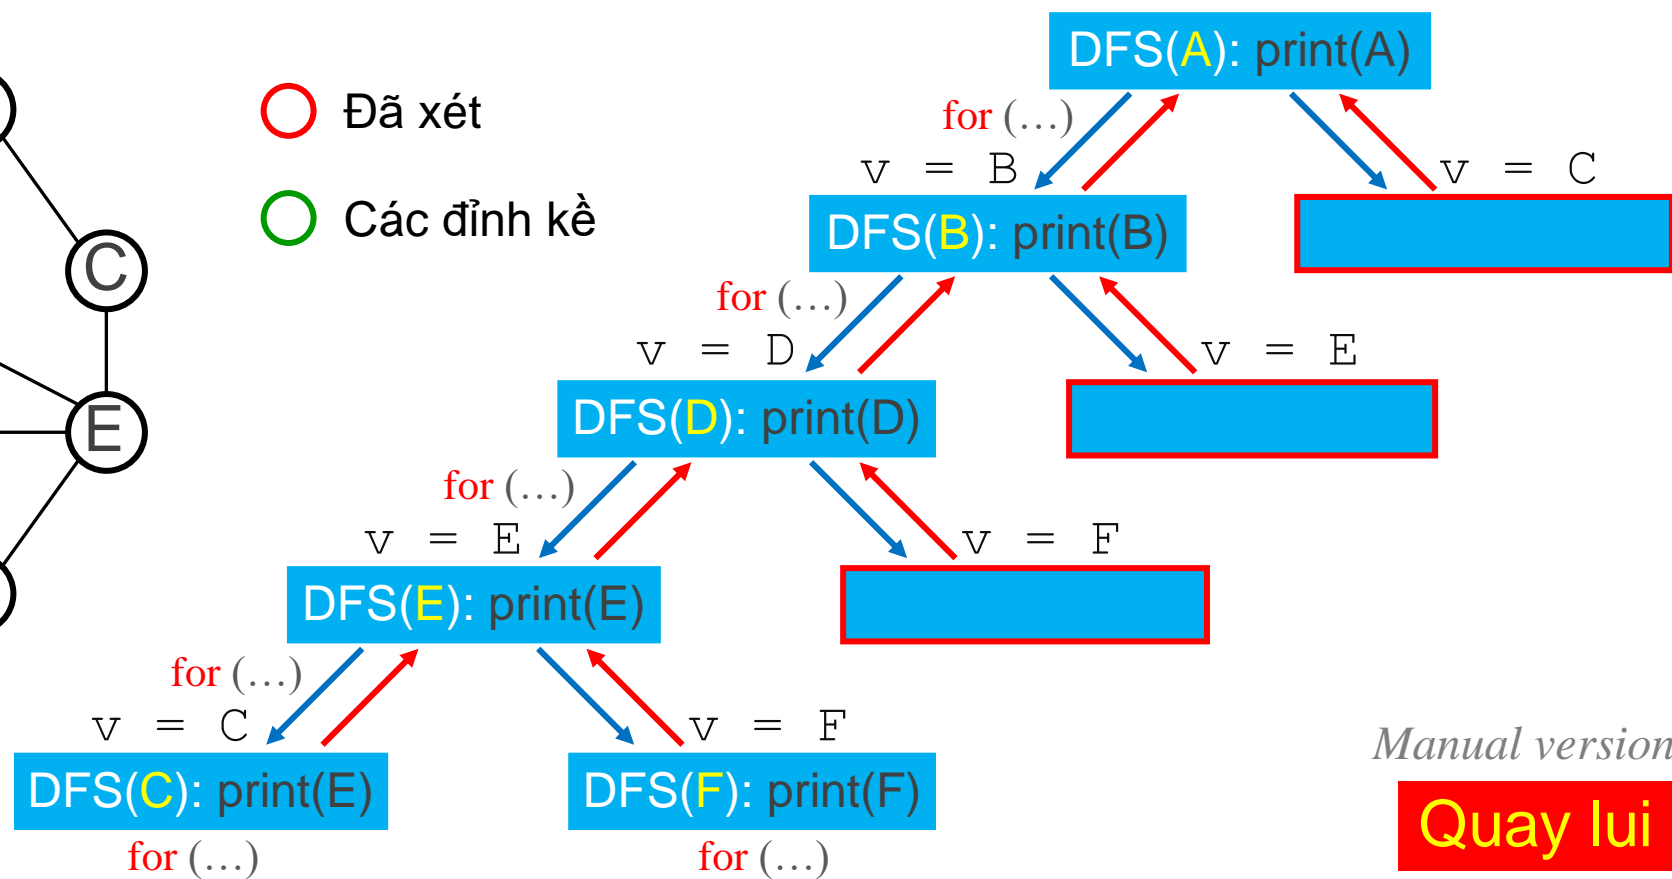 DFS(A): print(A)
Đã xét
for (…)
v = B
v = C
C
Các đỉnh kề
DFS(B): print(B)
for (…)
v = D
v = E
E
DFS(D): print(D)
for (…)
v = E
v = F
DFS(E): print(E)
for (…)
v = C
v = F
Manual version
DFS(C): print(E)
DFS(F): print(F)
Quay lui
for (…)
for (…)